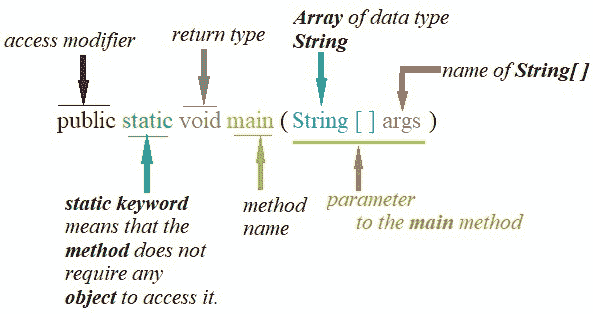 access modifier
return type
Array of data type
String
name of String[ ]
public static void main ( String [ ] args )
static keyword
means that the
method does not
require any
object to access it.
method
name
parameter
to the main method